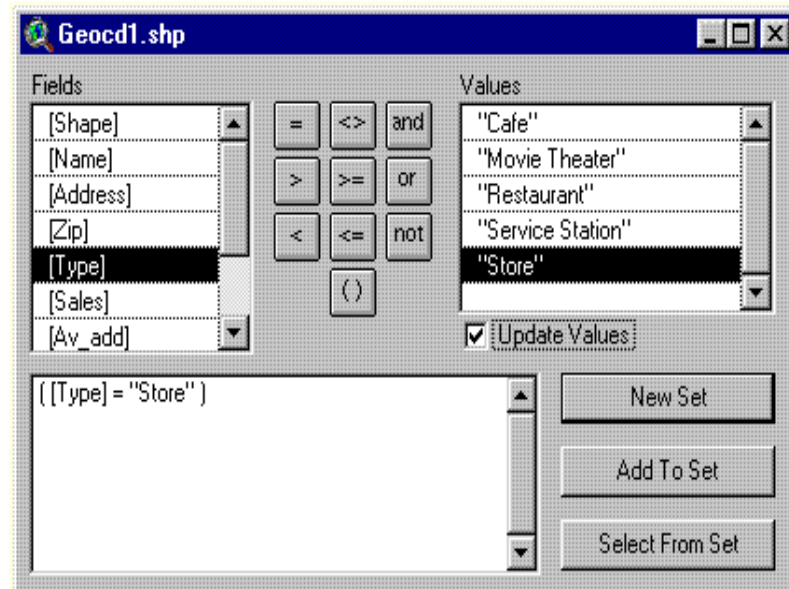 Geocd1.shp
Fields
[Shape]
[Name]
[Address]
[Zip]
[Type]
[Sales]
[Av_add]
= <> and
> >= or
< <= not
( )
Values
"Cafe"
"Movie Theater"
"Restaurant"
"Service Station"
"Store"
Update Values
( [Type] = "Store" )
New Set
Add To Set
Select From Set